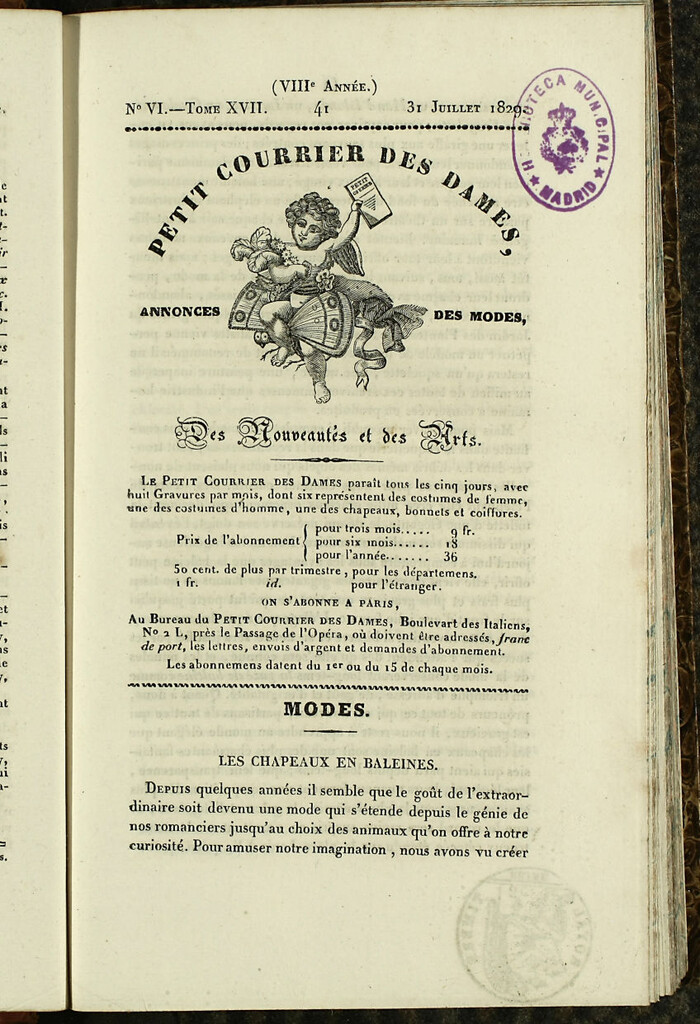 (VIIIe Année.)
No VI.—Tome XVII. 41 31 Juillet 1829.
PETIT COURRIER DES DAMES,
PETIT COURRIER
ANNONCES DES MODES,
Des Nouveautés et des Arts.
Le Petit Courrier des Dames paraît tous les cinq jours, avec
huit Gravures par mois, dont six représentent des costumes de femme,
une des costumes d'homme, une des chapeaux, bonnets et coiffures.
pour trois mois..... 9 fr.
Prix de l'abonnement { pour six mois...... 18
pour l'année....... 36
50 cent. de plus par trimestre, pour les départemens.
1 fr. id. pour l'étranger.
ON S'ABONNE A PARIS,
Au Bureau du Petit Courrier des Dames, Boulevart des Italiens,
No 2 L, près le Passage de l'Opéra, où doivent être adressés, franc
de port, les lettres, envois d'argent et demandes d'abonnement.
Les abonnemens datent du 1er ou du 15 de chaque mois.
MODES.
LES CHAPEAUX EN BALEINES.
Depuis quelques années il semble que le goût de l'extraor-
dinaire soit devenu une mode qui s'étende depuis le génie de
nos romanciers jusqu'au choix des animaux qu'on offre à notre
curiosité. Pour amuser notre imagination, nous avons vu créer
MUNICIPAL
MADRID